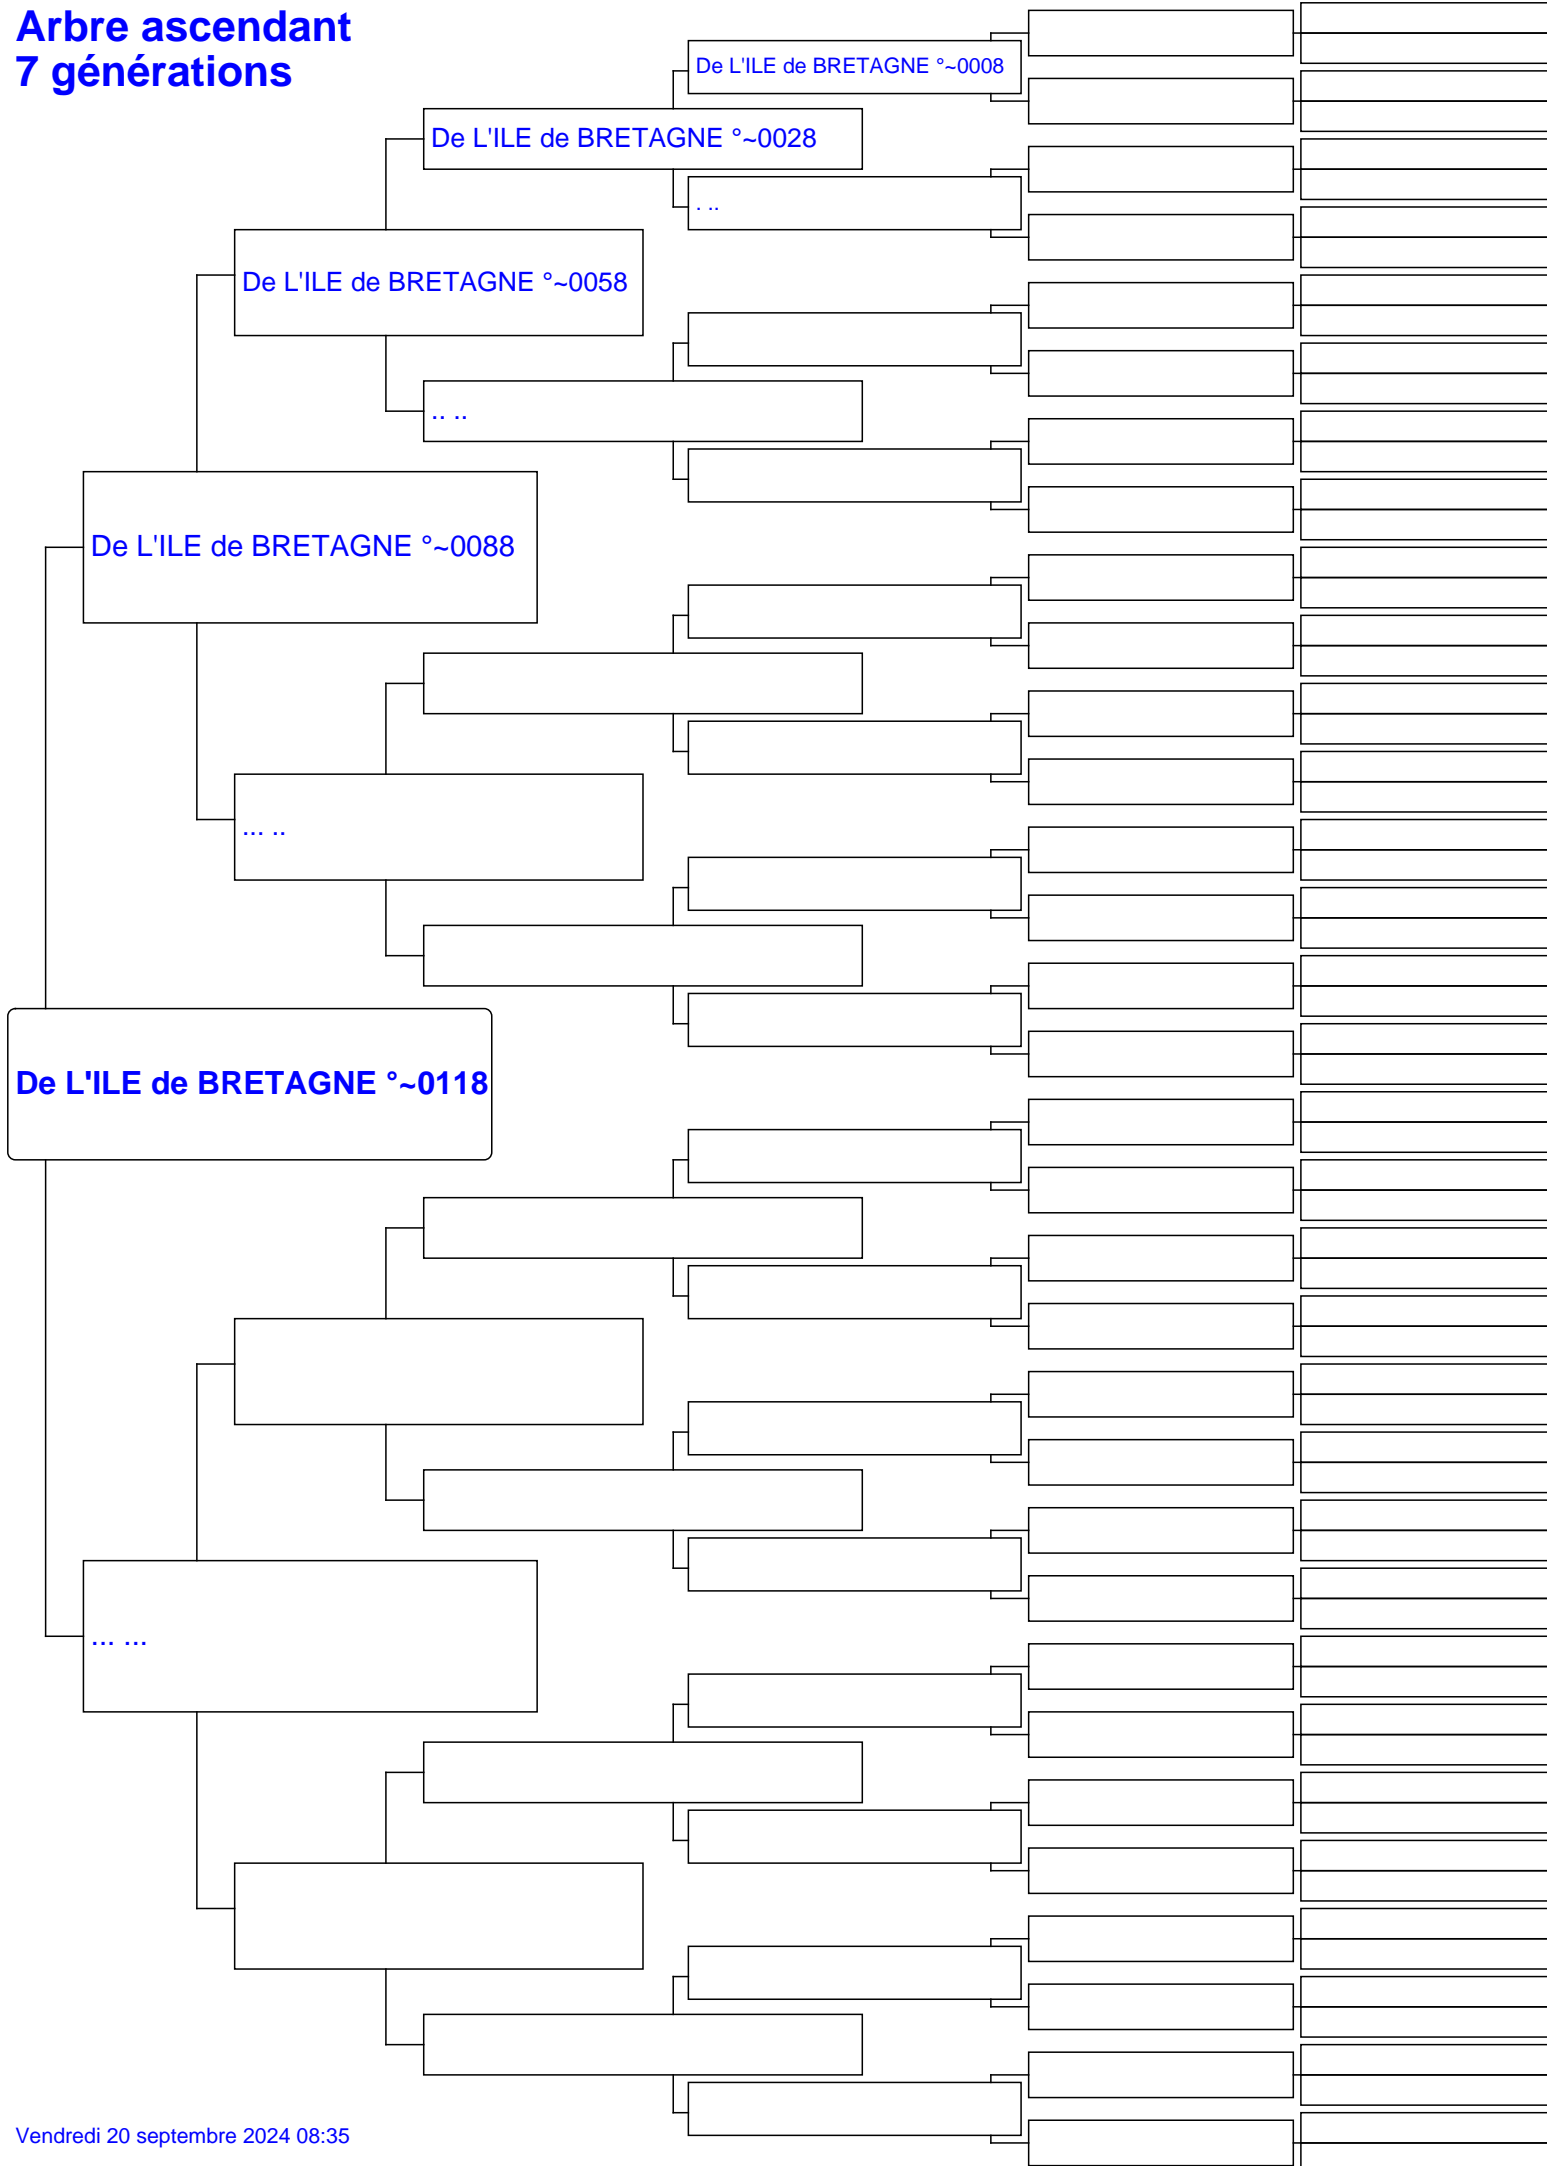 Arbre ascendant
7 générations
De L'ILE de BRETAGNE °~0008
De L'ILE de BRETAGNE °~0028
. ..
De L'ILE de BRETAGNE °~0058
.. ..
De L'ILE de BRETAGNE °~0088
... ..
De L'ILE de BRETAGNE °~0118
... ...
Vendredi 20 septembre 2024 08:35